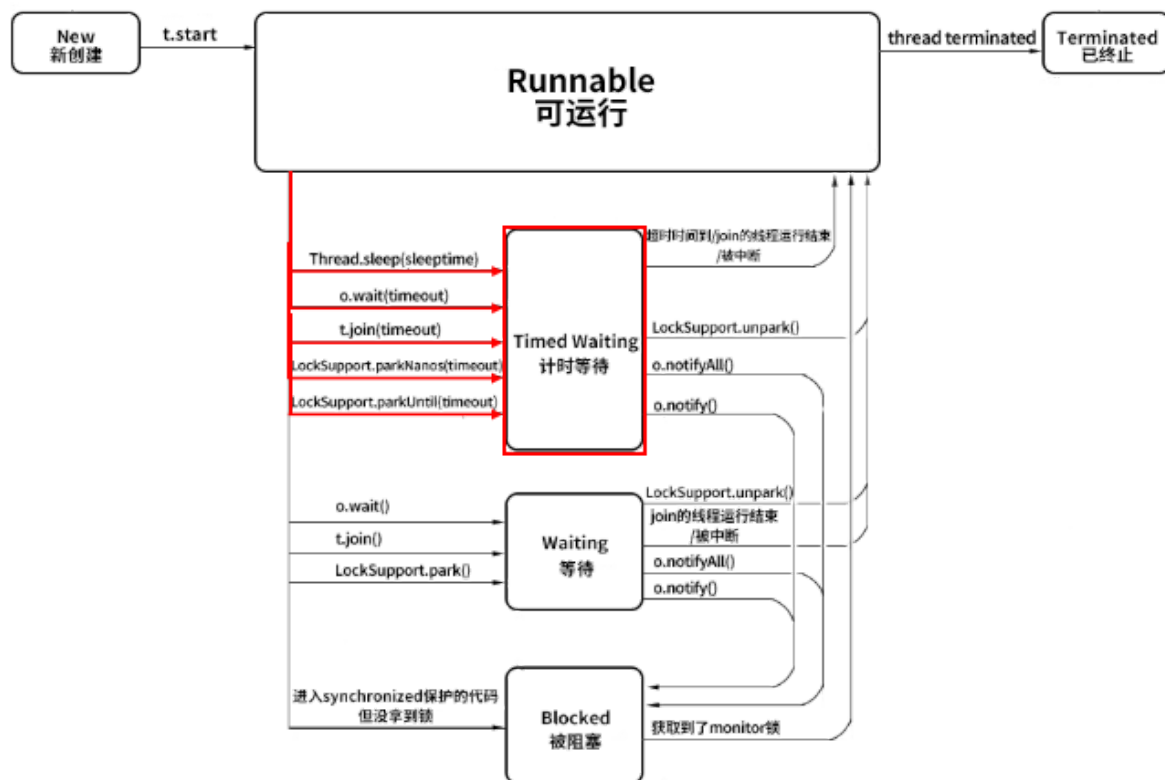 New
新创建
t.start
Runnable
可运行
thread terminated
Terminated
已终止
Thread.sleep(sleeptime)
o.wait(timeout)
t.join(timeout)
LockSupport.parkNanos(timeout)
LockSupport.parkUntil(timeout)
Timed Waiting
计时等待
超时时间到/join的线程运行结束
/被中断
LockSupport.unpark()
o.notifyAll()
o.notify()
o.wait()
t.join()
LockSupport.park()
Waiting
等待
LockSupport.unpark()
join的线程运行结束
/被中断
o.notifyAll()
o.notify()
进入synchronized保护的代码
但没拿到锁
Blocked
被阻塞
获取到了monitor锁